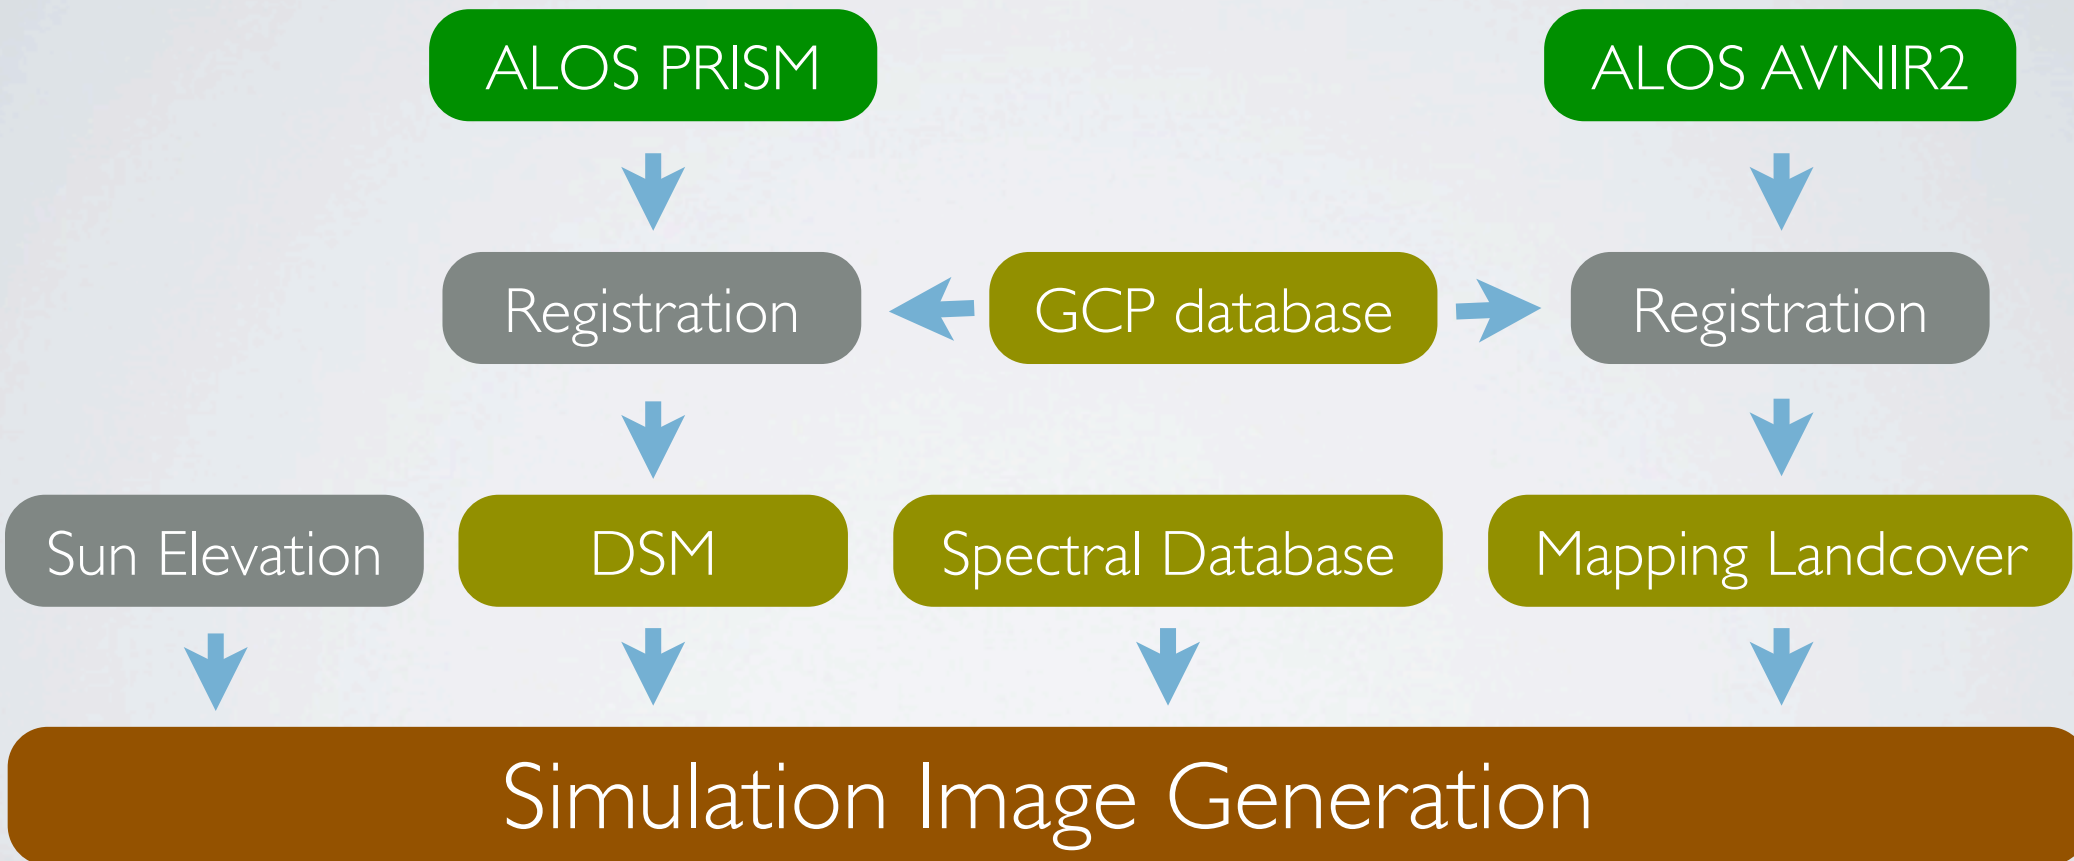 ALOS PRISM
ALOS AVNIR2
Registration
GCP database
Registration
Sun Elevation
DSM
Spectral Database
Mapping Landcover
Simulation Image Generation